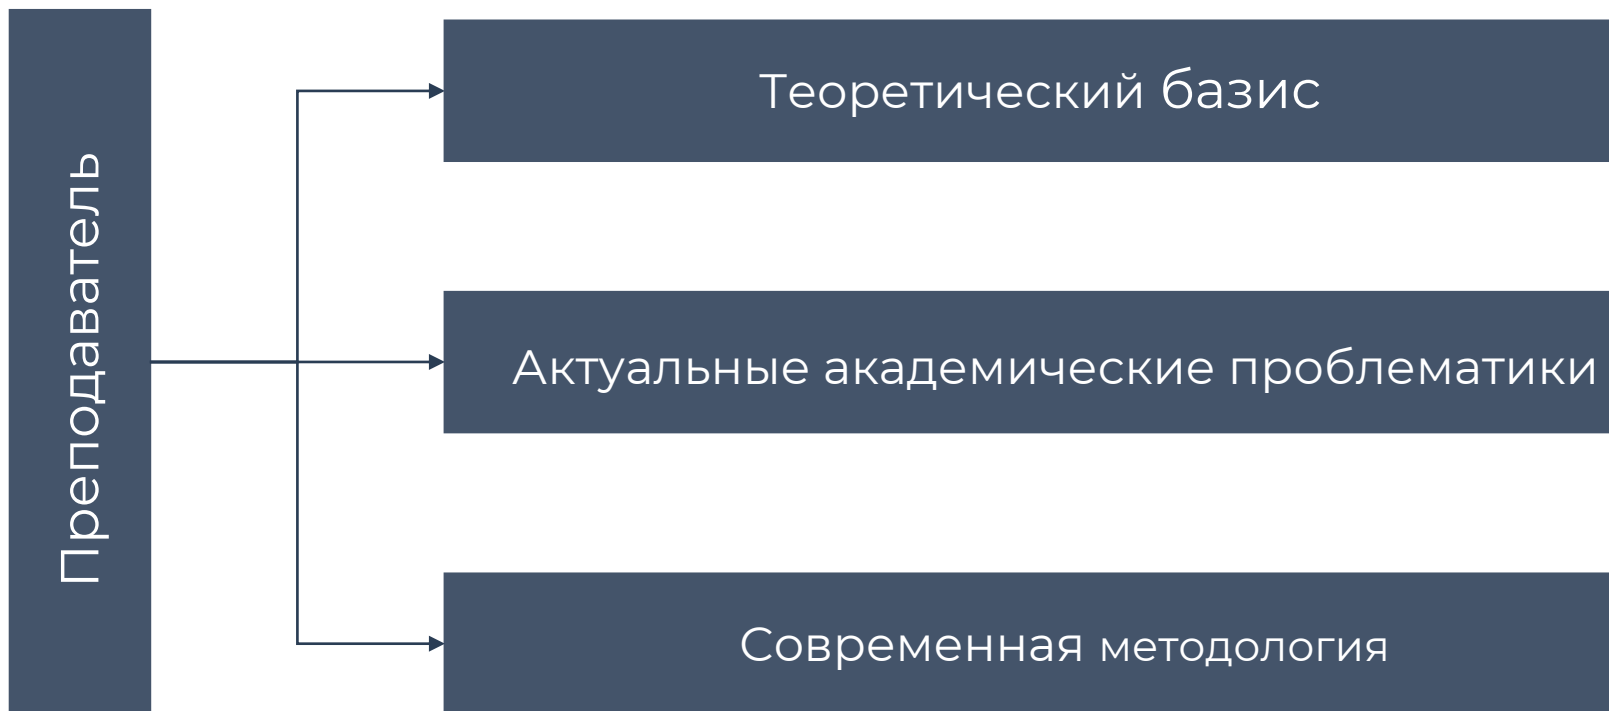 Преподаватель
Теоретический базис
Актуальные академические проблематики
Современная методология